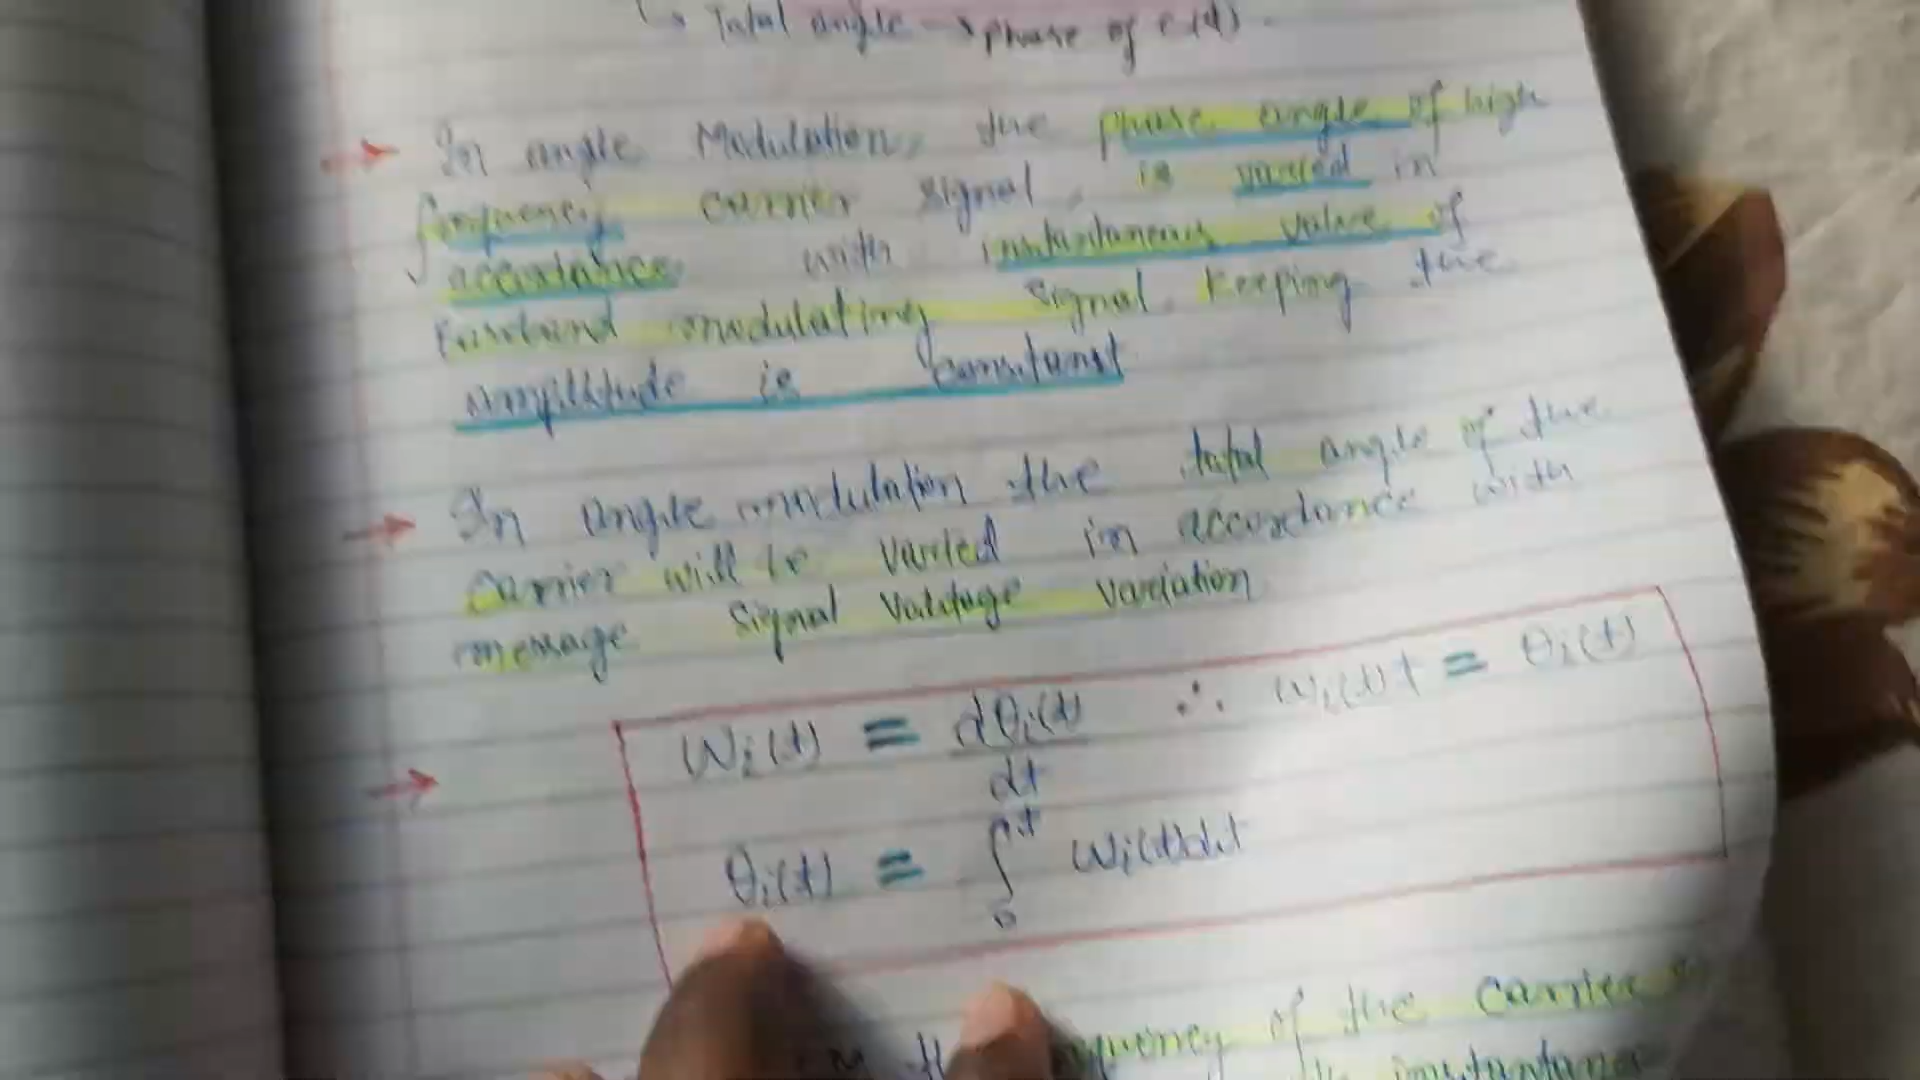 ↳ Total angle → phase of c(t).
→ In angle Modulation, the phase angle of high
frequency carrier signal, is varied in
accordance with instantaneous value of
baseband modulating signal keeping the
amplitude is constant
→ In angle modulation the total angle of the
carrier will be varied in accordance with
message signal valtage variation
→ Wi(t) = dθi(t)/dt ∴ wi(t)t = θi(t)
θi(t) = ∫₀ᵗ wi(t)dt
of the carrier